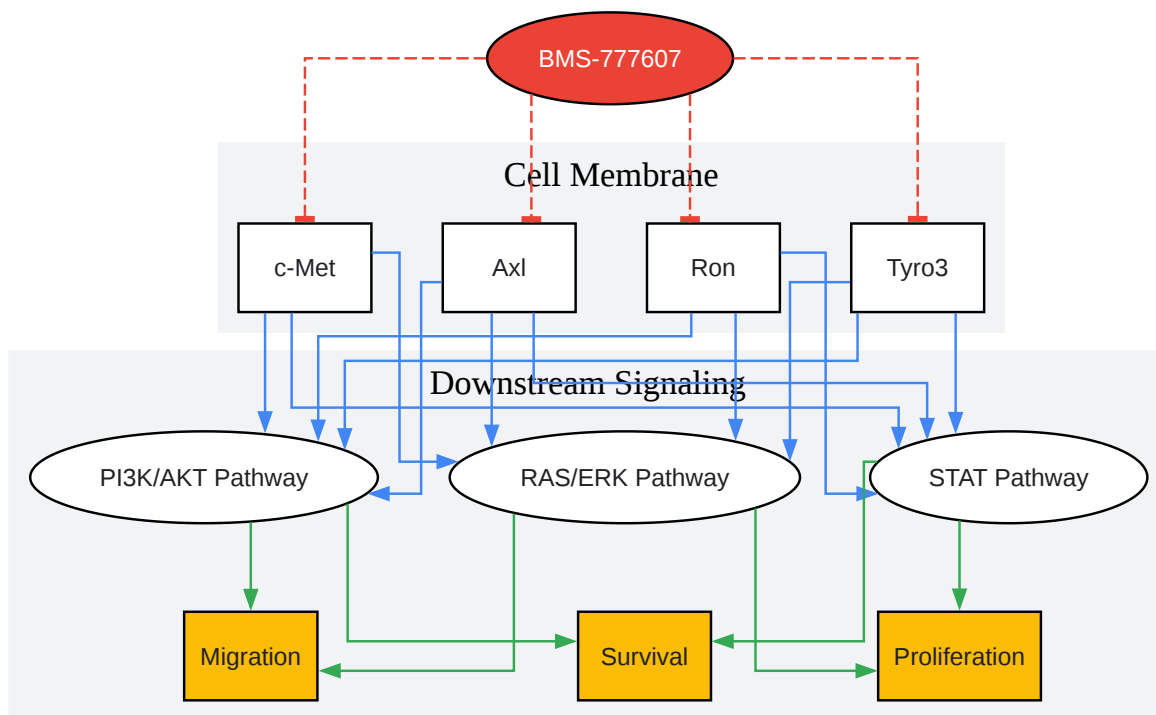 BMS-777607
Cell Membrane
c-Met
Axl
Ron
Tyro3
Downstream Signaling
PI3K/AKT Pathway
RAS/ERK Pathway
STAT Pathway
Migration
Survival
Proliferation